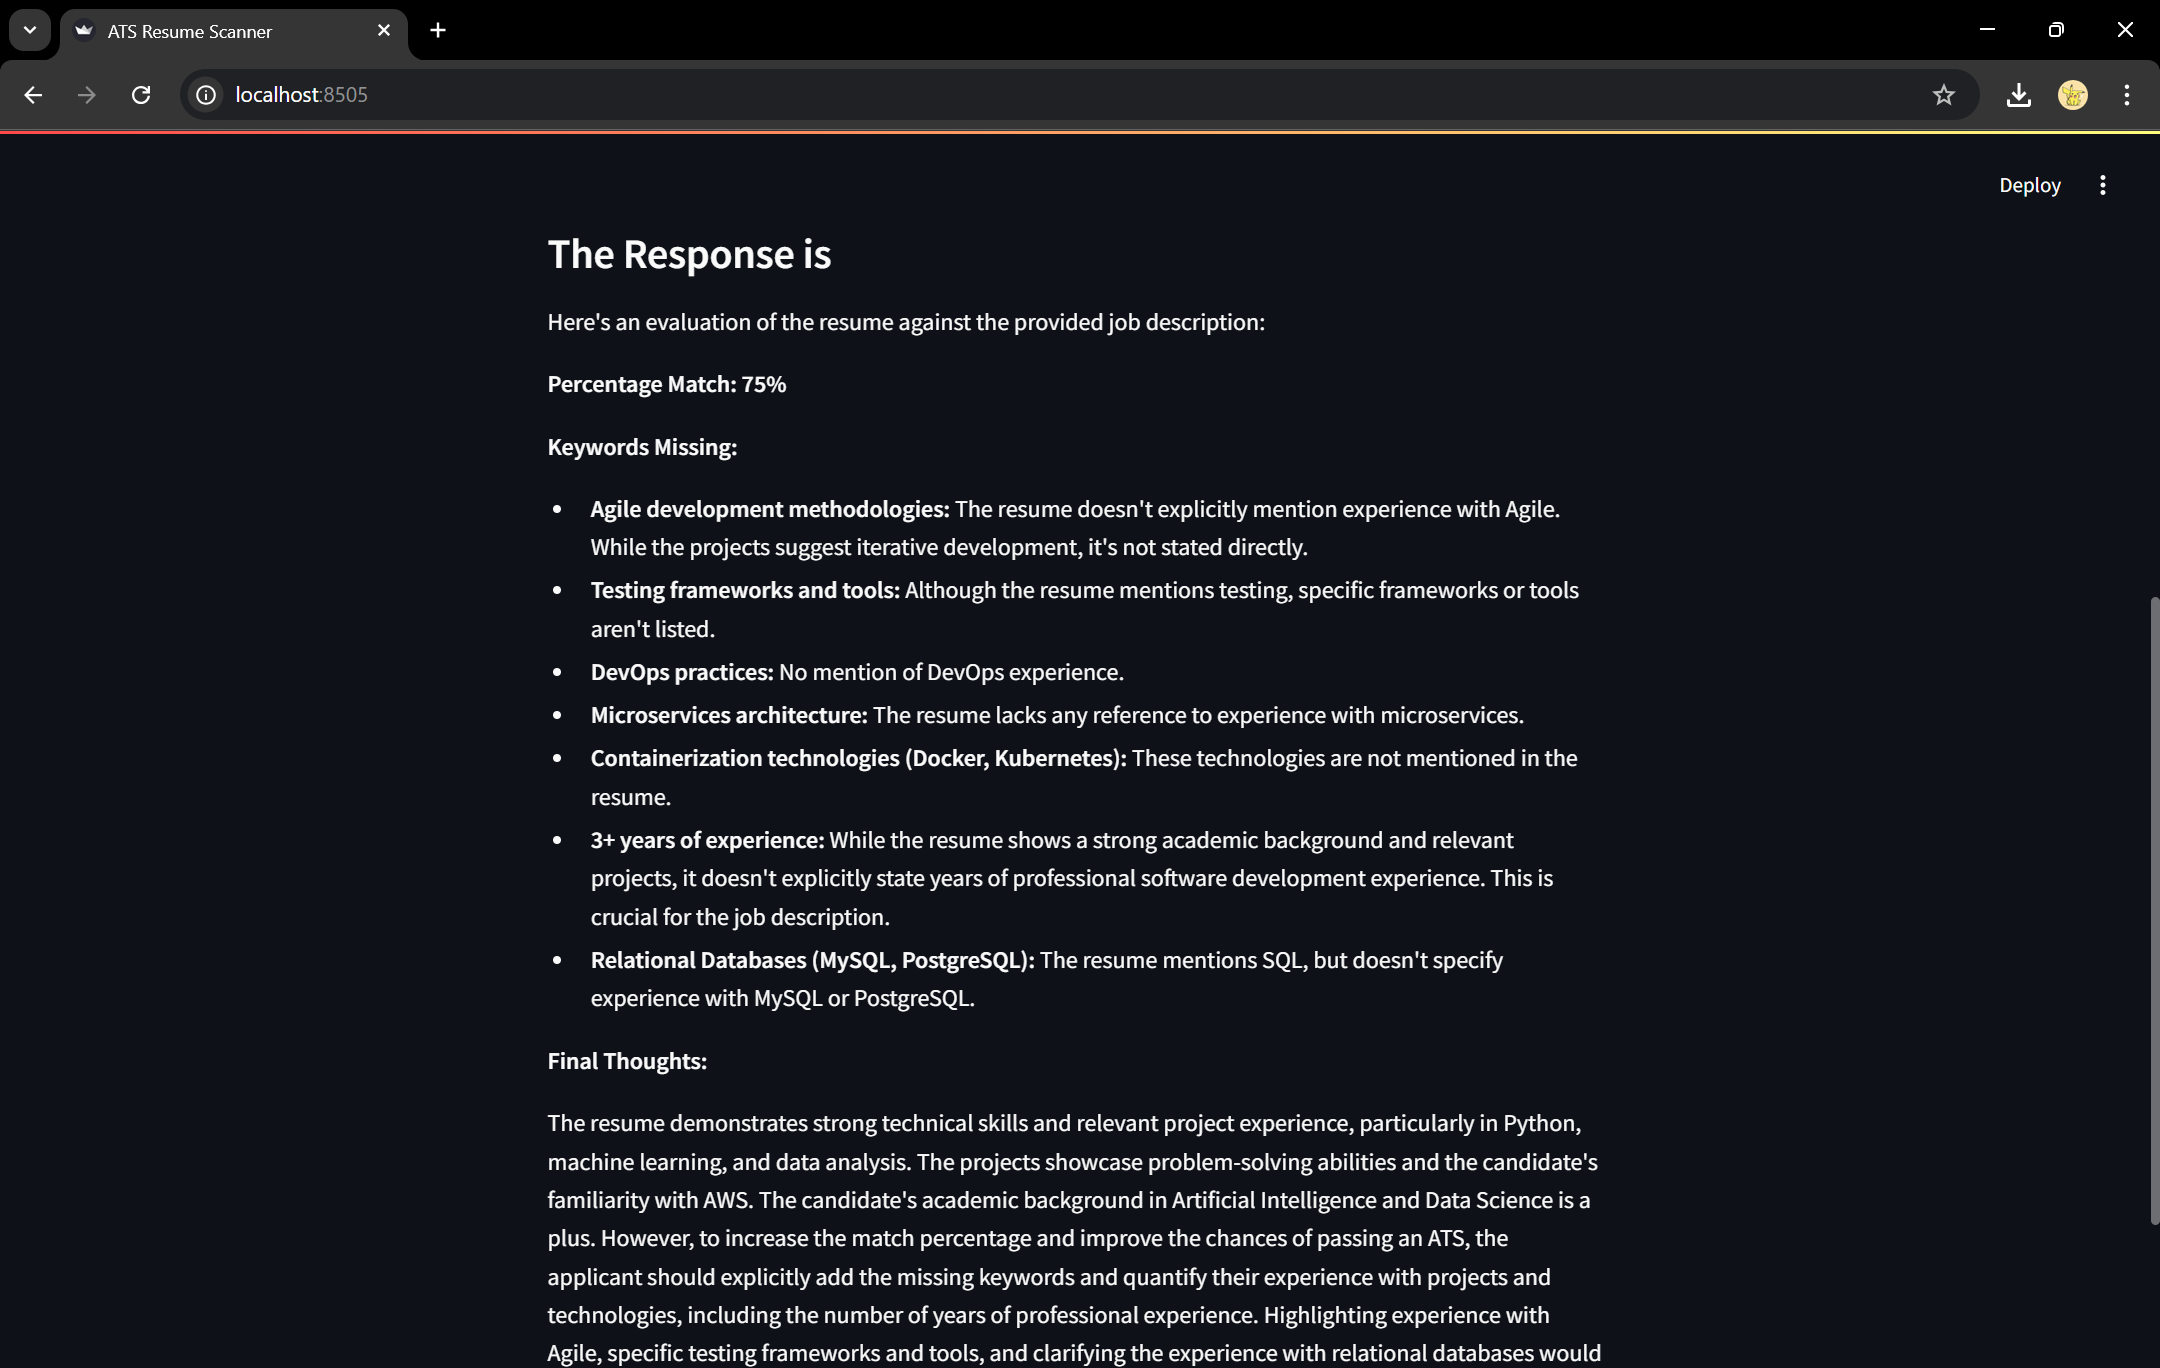 ATS Resume Scanner
localhost:8505
Deploy
The Response is
Here's an evaluation of the resume against the provided job description:
Percentage Match: 75%
Keywords Missing:
• Agile development methodologies: The resume doesn't explicitly mention experience with Agile.
While the projects suggest iterative development, it's not stated directly.
• Testing frameworks and tools: Although the resume mentions testing, specific frameworks or tools
aren't listed.
• DevOps practices: No mention of DevOps experience.
• Microservices architecture: The resume lacks any reference to experience with microservices.
• Containerization technologies (Docker, Kubernetes): These technologies are not mentioned in the
resume.
• 3+ years of experience: While the resume shows a strong academic background and relevant
projects, it doesn't explicitly state years of professional software development experience. This is
crucial for the job description.
• Relational Databases (MySQL, PostgreSQL): The resume mentions SQL, but doesn't specify
experience with MySQL or PostgreSQL.
Final Thoughts:
The resume demonstrates strong technical skills and relevant project experience, particularly in Python,
machine learning, and data analysis. The projects showcase problem-solving abilities and the candidate's
familiarity with AWS. The candidate's academic background in Artificial Intelligence and Data Science is a
plus. However, to increase the match percentage and improve the chances of passing an ATS, the
applicant should explicitly add the missing keywords and quantify their experience with projects and
technologies, including the number of years of professional experience. Highlighting experience with
Agile, specific testing frameworks and tools, and clarifying the experience with relational databases would